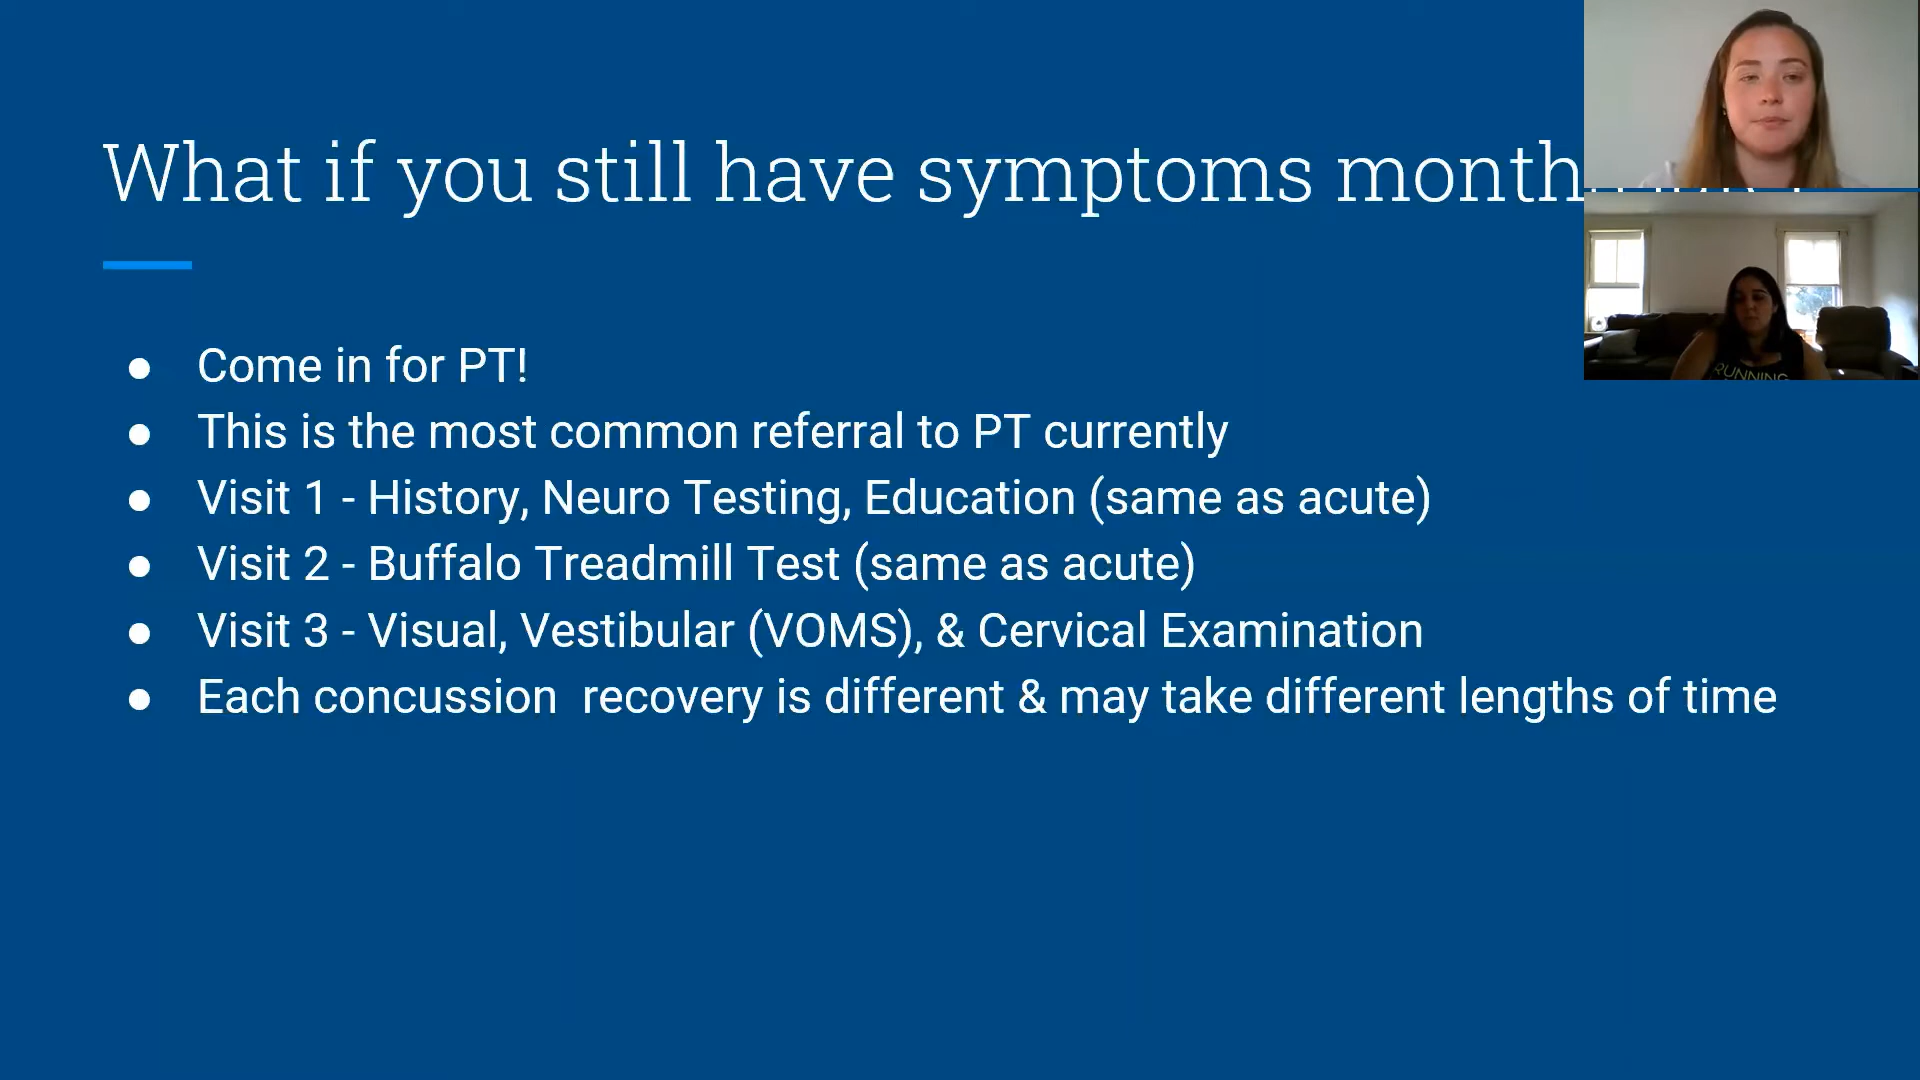 What if you still have symptoms month
● Come in for PT!
● This is the most common referral to PT currently
● Visit 1 - History, Neuro Testing, Education (same as acute)
● Visit 2 - Buffalo Treadmill Test (same as acute)
● Visit 3 - Visual, Vestibular (VOMS), & Cervical Examination
● Each concussion  recovery is different & may take different lengths of time
RUNNING